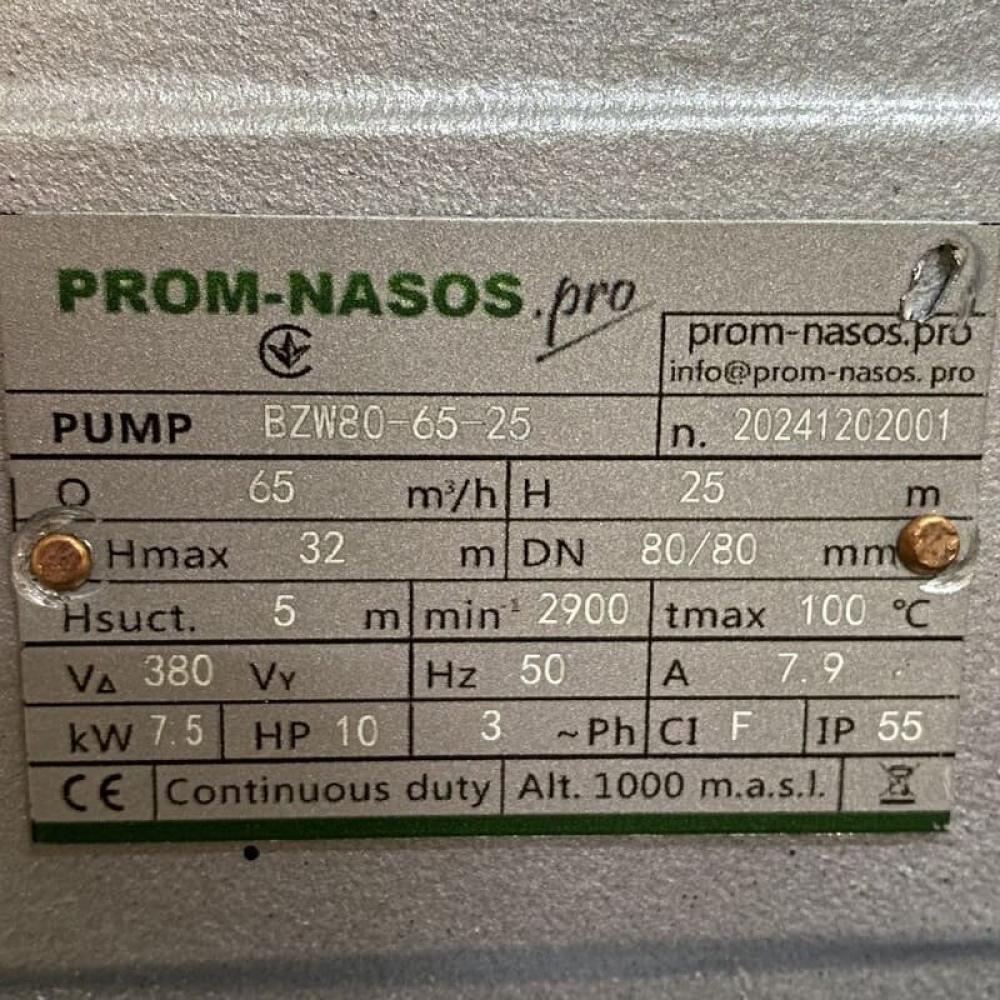 PROM-NASOS.pro
prom-nasos.pro
info@prom-nasos.pro
PUMP BZW80-65-25 n. 20241202001
Q 65 m³/h H 25 m
Hmax 32 m DN 80/80 mm
Hsuct. 5 m min⁻¹ 2900 tmax 100 °C
V△ 380 VY Hz 50 A 7.9
kW 7.5 HP 10 3 ~Ph CI F IP 55
CE Continuous duty Alt. 1000 m.a.s.l.